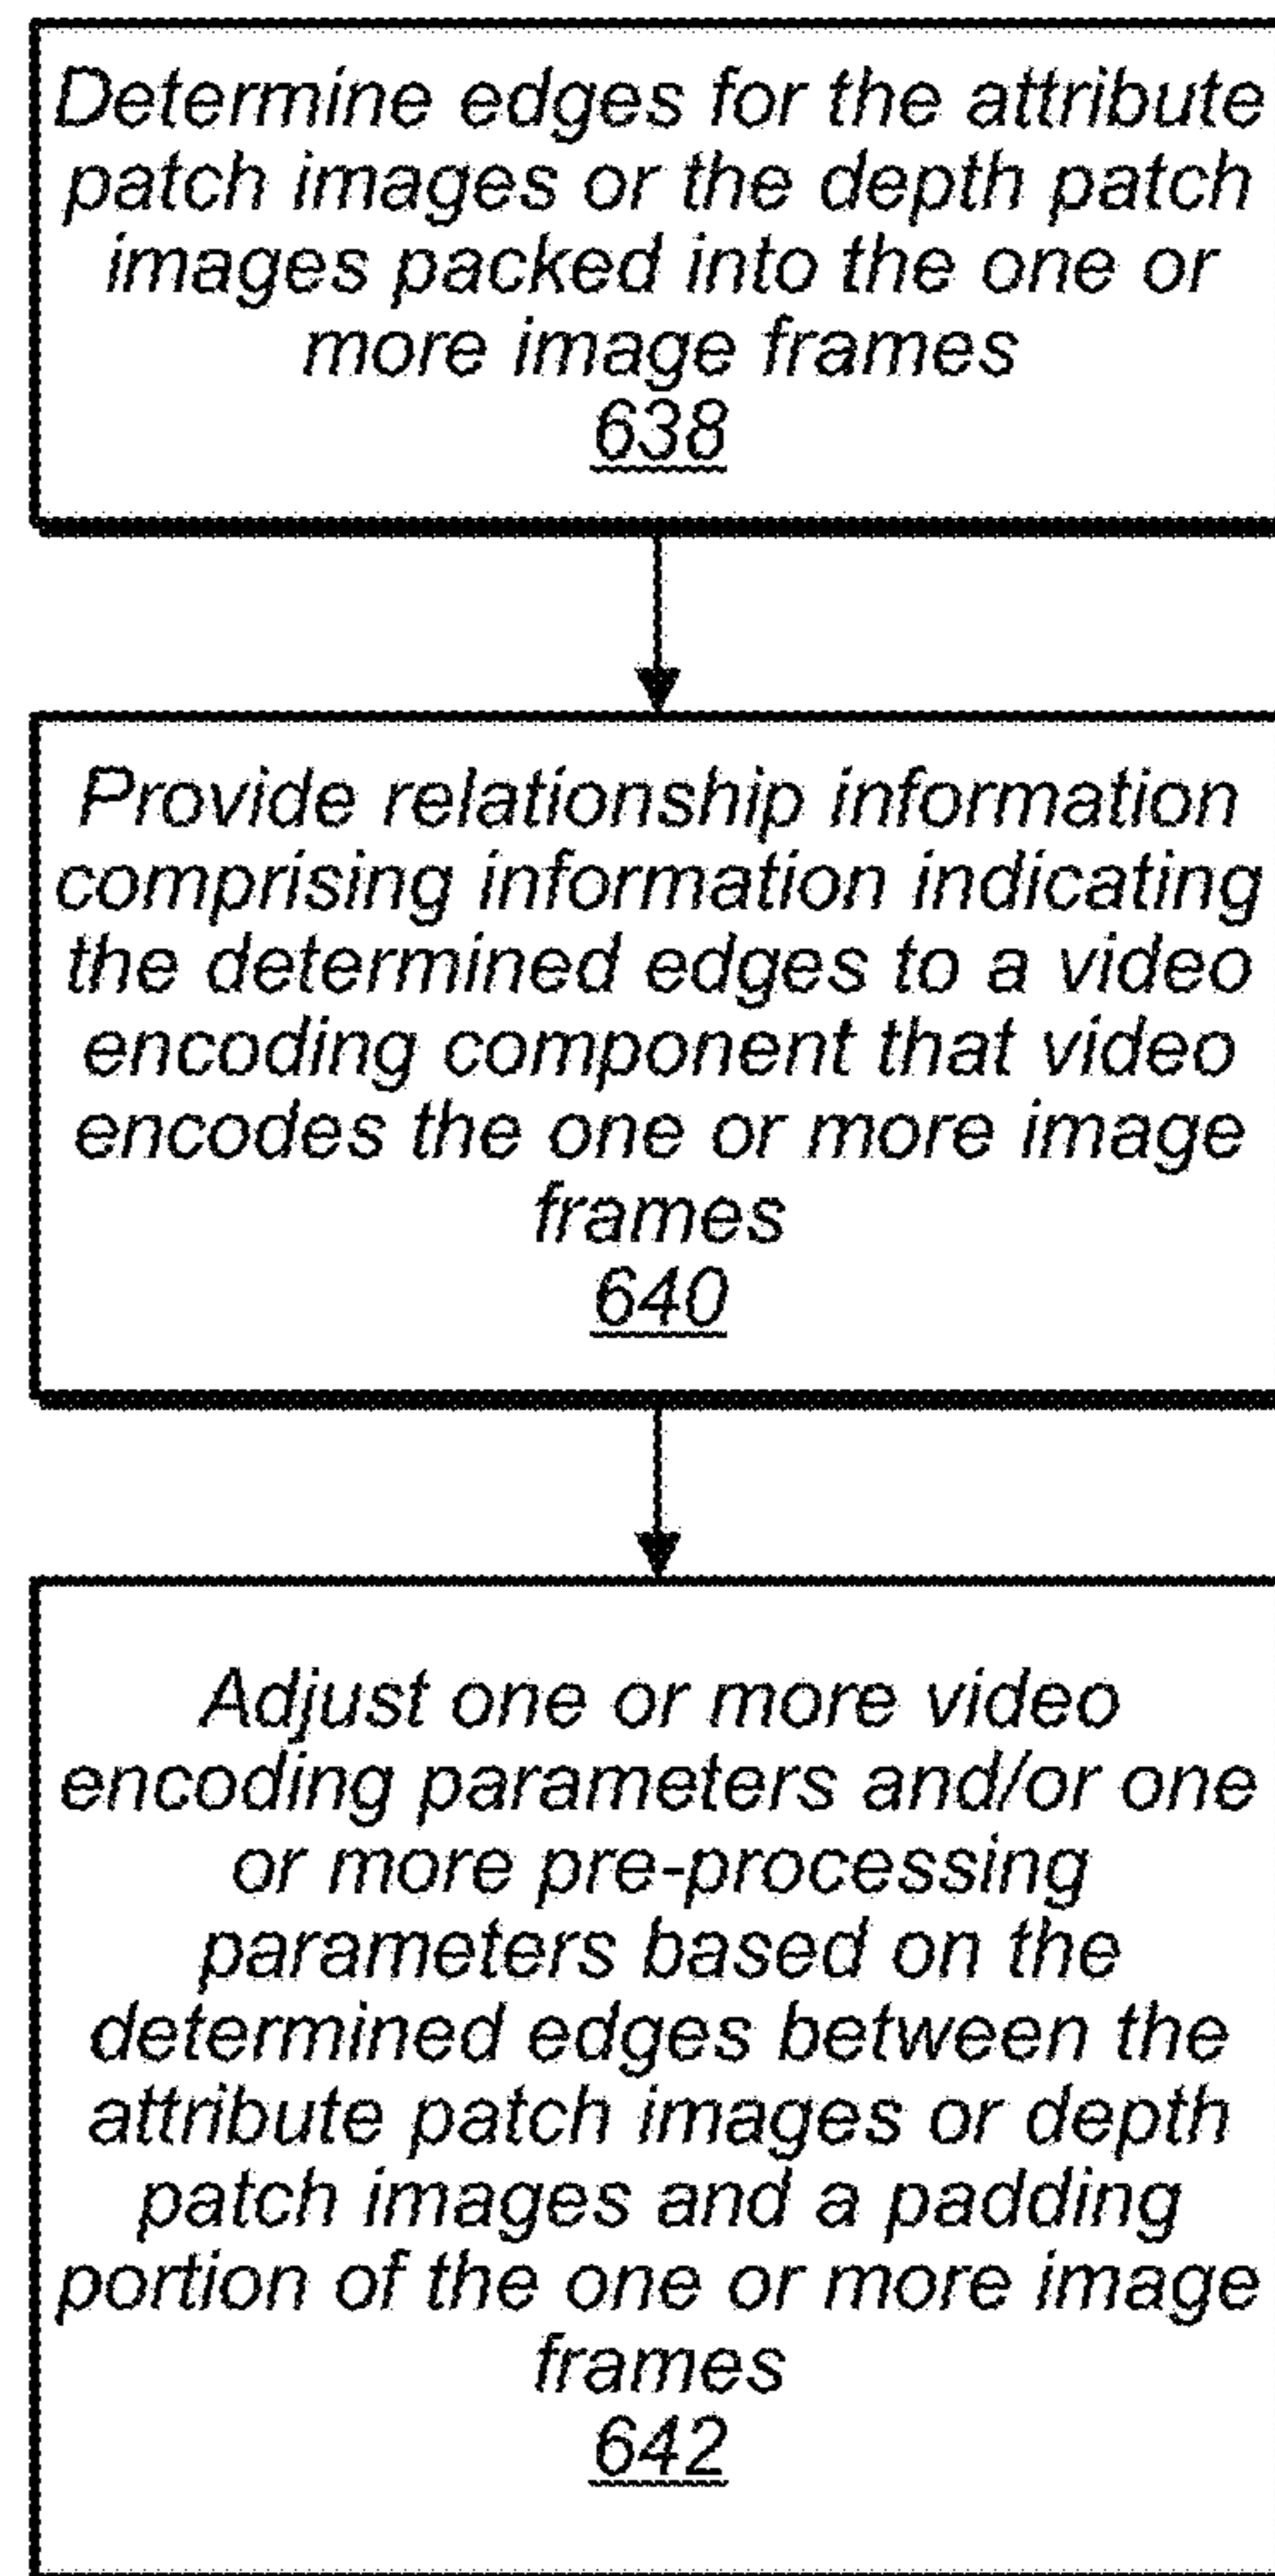 Determine edges for the attribute
patch images or the depth patch
images packed into the one or
more image frames
638
Provide relationship information
comprising information indicating
the determined edges to a video
encoding component that video
encodes the one or more image
frames
640
Adjust one or more video
encoding parameters and/or one
or more pre-processing
parameters based on the
determined edges between the
attribute patch images or depth
patch images and a padding
portion of the one or more image
frames
642